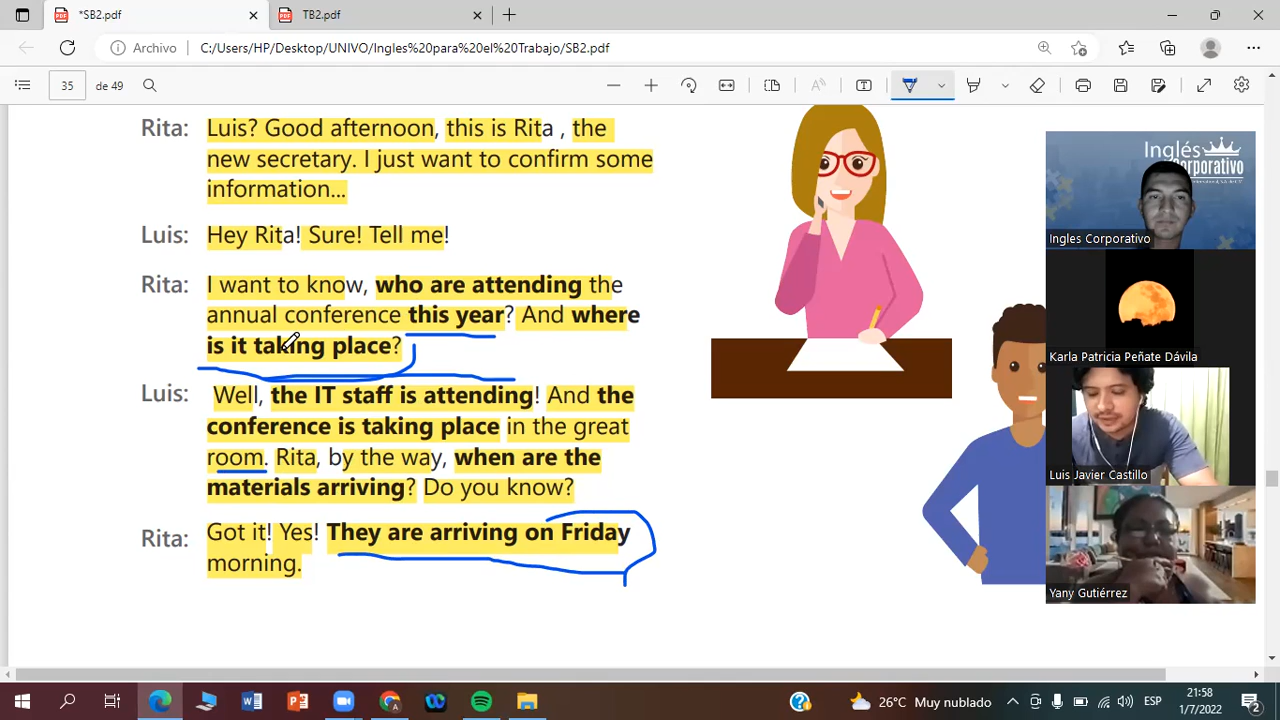 *SB2.pdf
TB2.pdf
Archivo
C:/Users/HP/Desktop/UNIVO/Ingles%20para%20el%20Trabajo/SB2.pdf
35
de 49
Rita: Luis? Good afternoon, this is Rita , the
new secretary. I just want to confirm some
information...
Luis: Hey Rita! Sure! Tell me!
Rita: I want to know, who are attending the
annual conference this year? And where
is it taking place?
Luis: Well, the IT staff is attending! And the
conference is taking place in the great
room. Rita, by the way, when are the
materials arriving? Do you know?
Rita: Got it! Yes! They are arriving on Friday
morning.
Inglés
Corporativo
Ingles Corporativo
Karla Patricia Peñate Dávila
Luis Javier Castillo
Yany Gutiérrez
26°C Muy nublado
ESP
21:58
1/7/2022
2